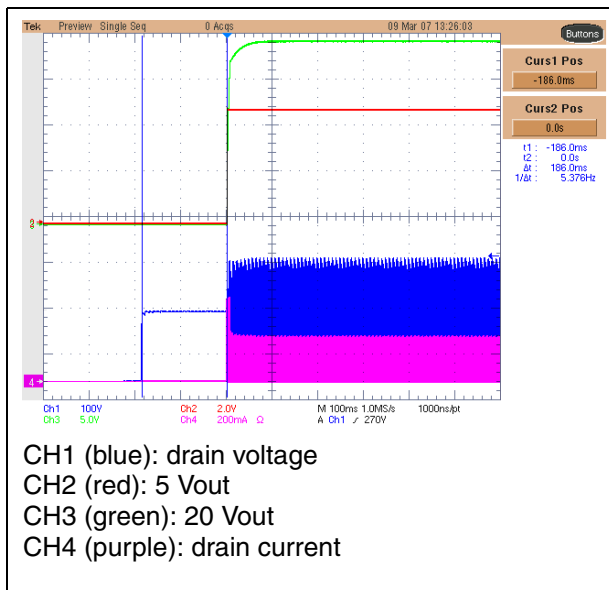 Tek Preview Single Seq 0 Acqs 09 Mar 07 13:26:03
Buttons
Curs1 Pos
-186.0ms
Curs2 Pos
0.0s
t1 : -186.0ms
t2 : 0.0s
Δt : 186.0ms
1/Δt : 5.376Hz
4
Ch1 100V Ch2 2.0V M 100ms 1.0MS/s 1000ns/pt
Ch3 5.0V Ch4 200mA Ω A Ch1 ∕ 270V
CH1 (blue): drain voltage
CH2 (red): 5 Vout
CH3 (green): 20 Vout
CH4 (purple): drain current